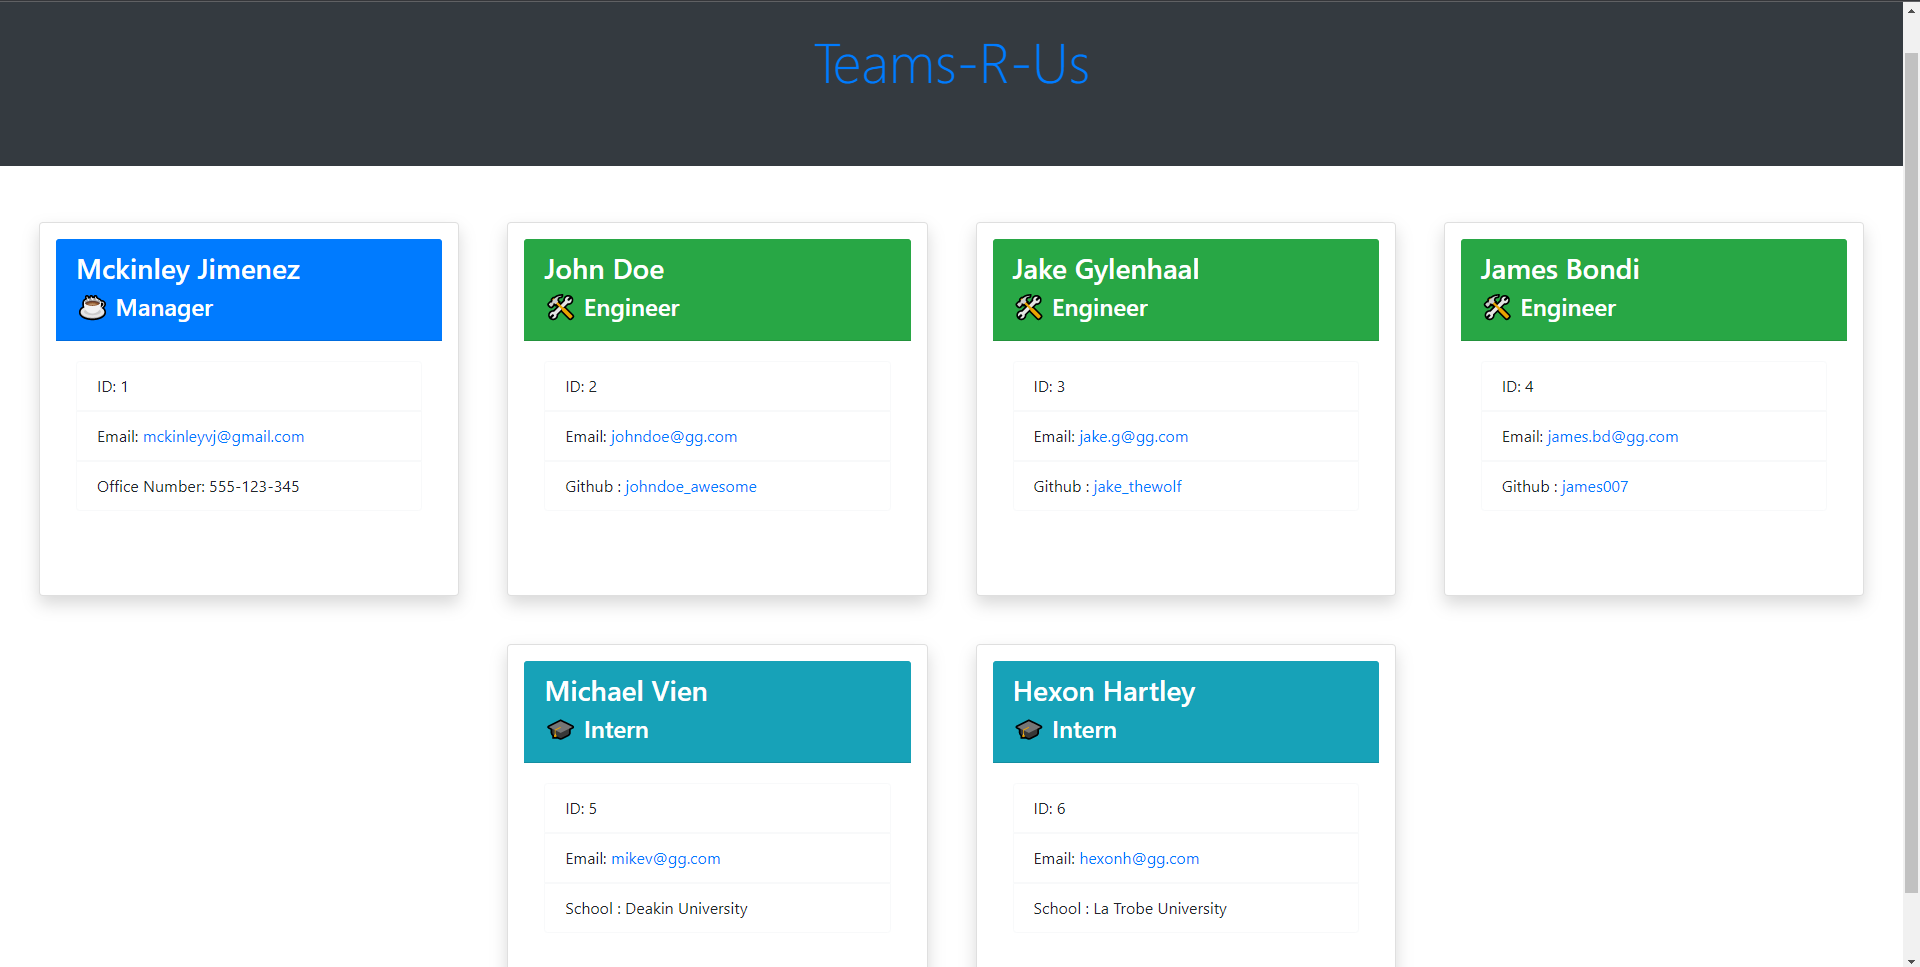 Teams-R-Us
Mckinley Jimenez
Manager
ID: 1
Email: mckinleyvj@gmail.com
Office Number: 555-123-345
John Doe
Engineer
ID: 2
Email: johndoe@gg.com
Github : johndoe_awesome
Jake Gylenhaal
Engineer
ID: 3
Email: jake.g@gg.com
Github : jake_thewolf
James Bondi
Engineer
ID: 4
Email: james.bd@gg.com
Github : james007
Michael Vien
Intern
ID: 5
Email: mikev@gg.com
School : Deakin University
Hexon Hartley
Intern
ID: 6
Email: hexonh@gg.com
School : La Trobe University